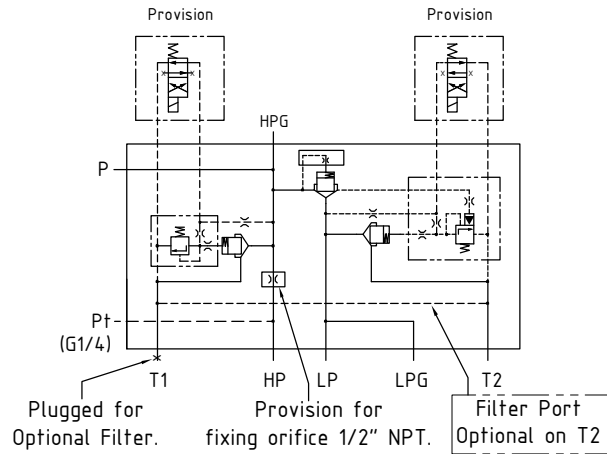 Provision
Provision
HPG
P
Pt
(G1/4)
T1
HP
LP
LPG
T2
Plugged for
Optional Filter.
Provision for
fixing orifice 1/2" NPT.
Filter Port
Optional on T2